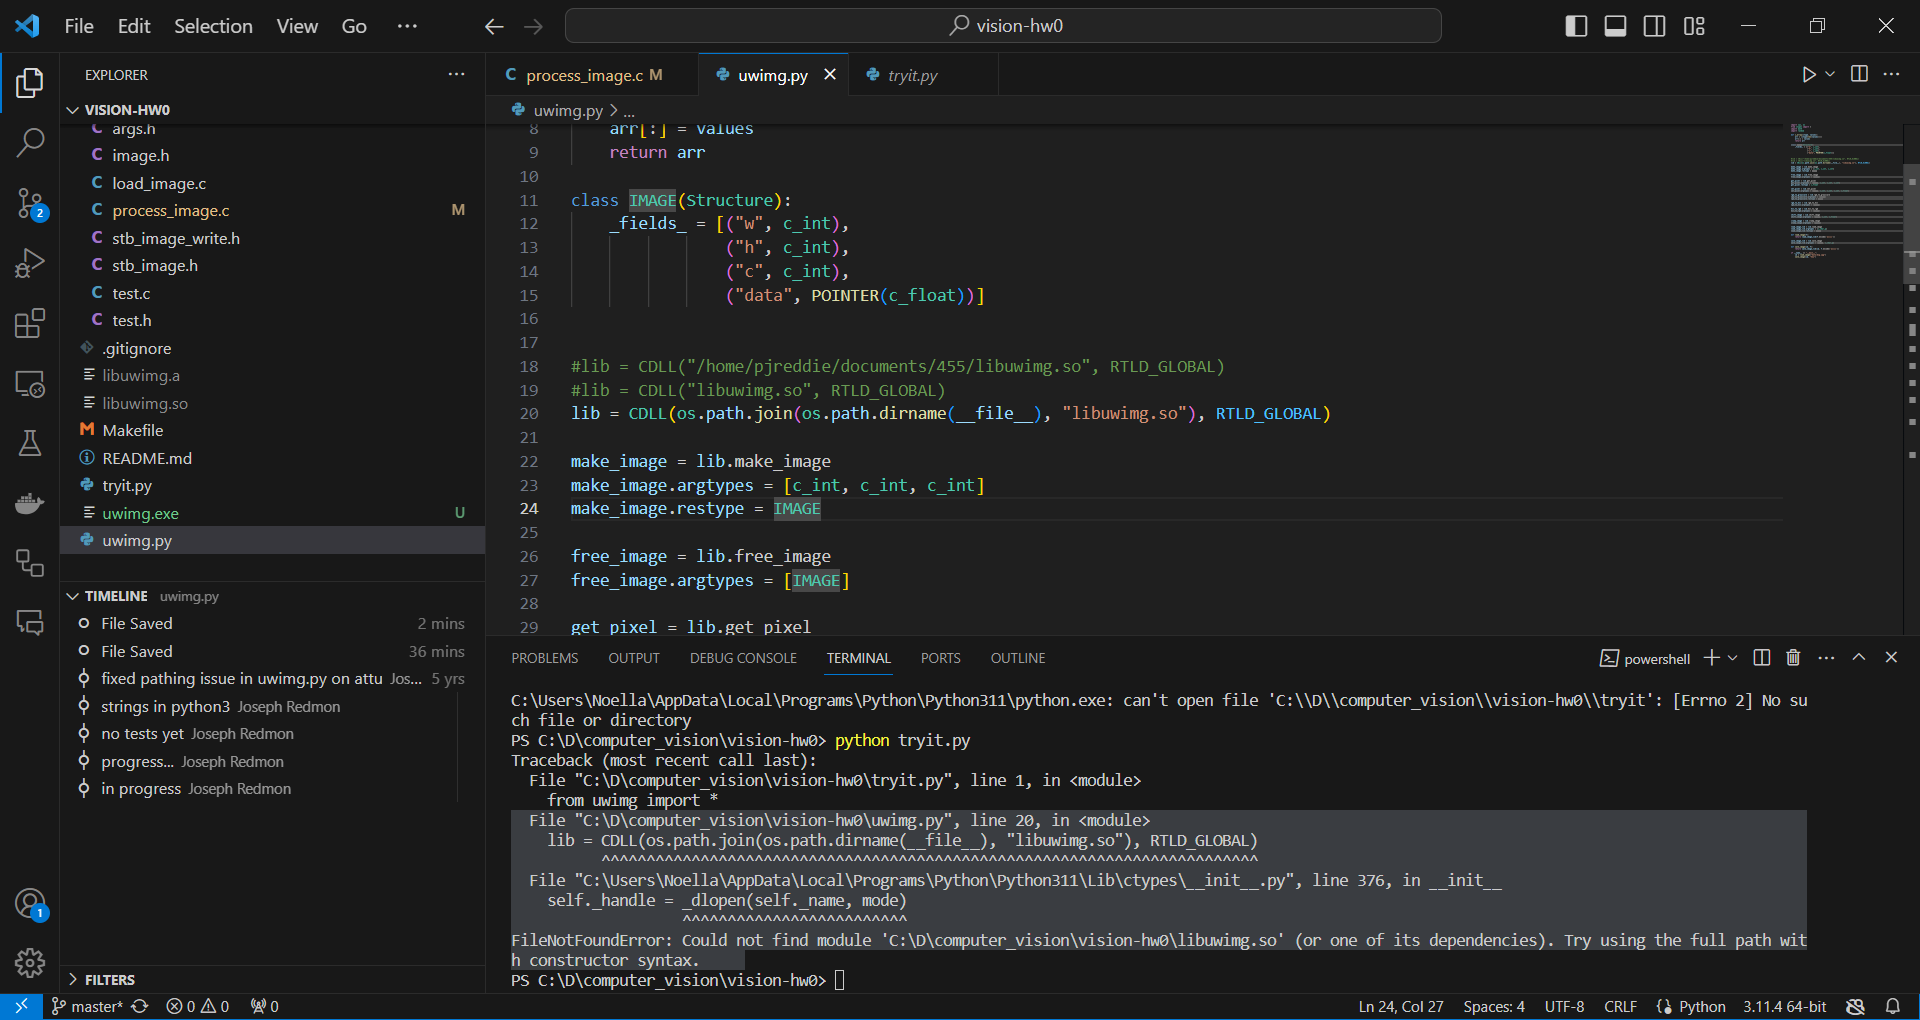 File Edit Selection View Go ··· vision-hw0
EXPLORER ···
VISION-HW0
args.h
C image.h
C load_image.c
C process_image.c M
C stb_image_write.h
C stb_image.h
C test.c
C test.h
.gitignore
libuwimg.a
libuwimg.so
M Makefile
README.md
tryit.py
uwimg.exe U
uwimg.py
TIMELINE uwimg.py
File Saved 2 mins
File Saved 36 mins
fixed pathing issue in uwimg.py on attu Jos... 5 yrs
strings in python3 Joseph Redmon
no tests yet Joseph Redmon
progress... Joseph Redmon
in progress Joseph Redmon
FILTERS
2
1
C process_image.c M uwimg.py tryit.py ···
uwimg.py > ...
8 arr[:] = values
9 return arr
10
11 class IMAGE(Structure):
12 _fields_ = [("w", c_int),
13 ("h", c_int),
14 ("c", c_int),
15 ("data", POINTER(c_float))]
16
17
18 #lib = CDLL("/home/pjreddie/documents/455/libuwimg.so", RTLD_GLOBAL)
19 #lib = CDLL("libuwimg.so", RTLD_GLOBAL)
20 lib = CDLL(os.path.join(os.path.dirname(__file__), "libuwimg.so"), RTLD_GLOBAL)
21
22 make_image = lib.make_image
23 make_image.argtypes = [c_int, c_int, c_int]
24 make_image.restype = IMAGE
25
26 free_image = lib.free_image
27 free_image.argtypes = [IMAGE]
28
29 get_pixel = lib.get_pixel
PROBLEMS OUTPUT DEBUG CONSOLE TERMINAL PORTS OUTLINE powershell ···
C:\Users\Noella\AppData\Local\Programs\Python\Python311\python.exe: can't open file 'C:\\D\\computer_vision\\vision-hw0\\tryit': [Errno 2] No su
ch file or directory
PS C:\D\computer_vision\vision-hw0> python tryit.py
Traceback (most recent call last):
File "C:\D\computer_vision\vision-hw0\tryit.py", line 1, in <module>
from uwimg import *
File "C:\D\computer_vision\vision-hw0\uwimg.py", line 20, in <module>
lib = CDLL(os.path.join(os.path.dirname(__file__), "libuwimg.so"), RTLD_GLOBAL)
^^^^^^^^^^^^^^^^^^^^^^^^^^^^^^^^^^^^^^^^^^^^^^^^^^^^^^^^^^^^^^^^^^^^^^^^^
File "C:\Users\Noella\AppData\Local\Programs\Python\Python311\Lib\ctypes\__init__.py", line 376, in __init__
self._handle = _dlopen(self._name, mode)
^^^^^^^^^^^^^^^^^^^^^^^^^
FileNotFoundError: Could not find module 'C:\D\computer_vision\vision-hw0\libuwimg.so' (or one of its dependencies). Try using the full path wit
h constructor syntax.
PS C:\D\computer_vision\vision-hw0>
master* 0 0 0 Ln 24, Col 27 Spaces: 4 UTF-8 CRLF Python 3.11.4 64-bit